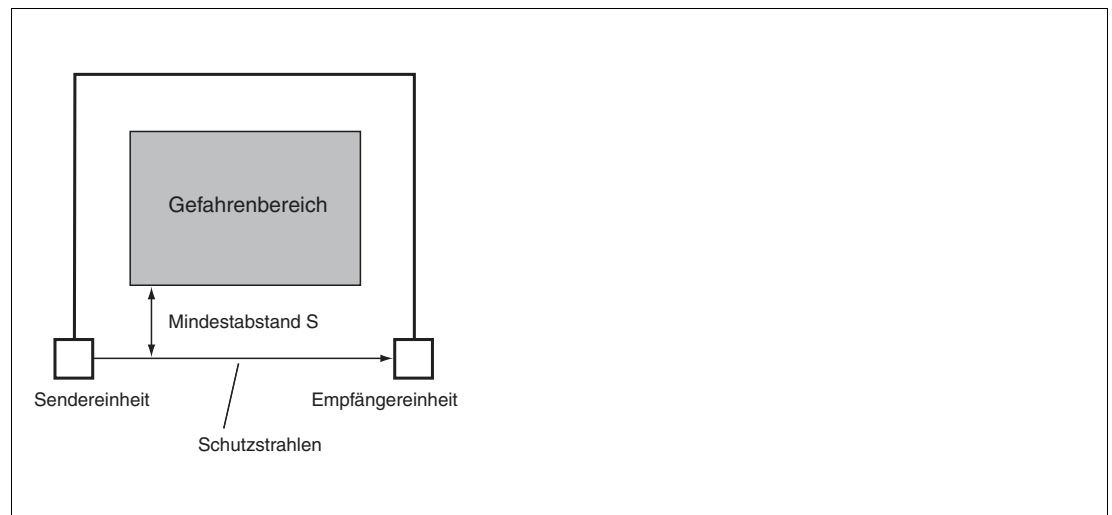 Gefahrenbereich
Mindestabstand S
Sendereinheit
Empfängereinheit
Schutzstrahlen